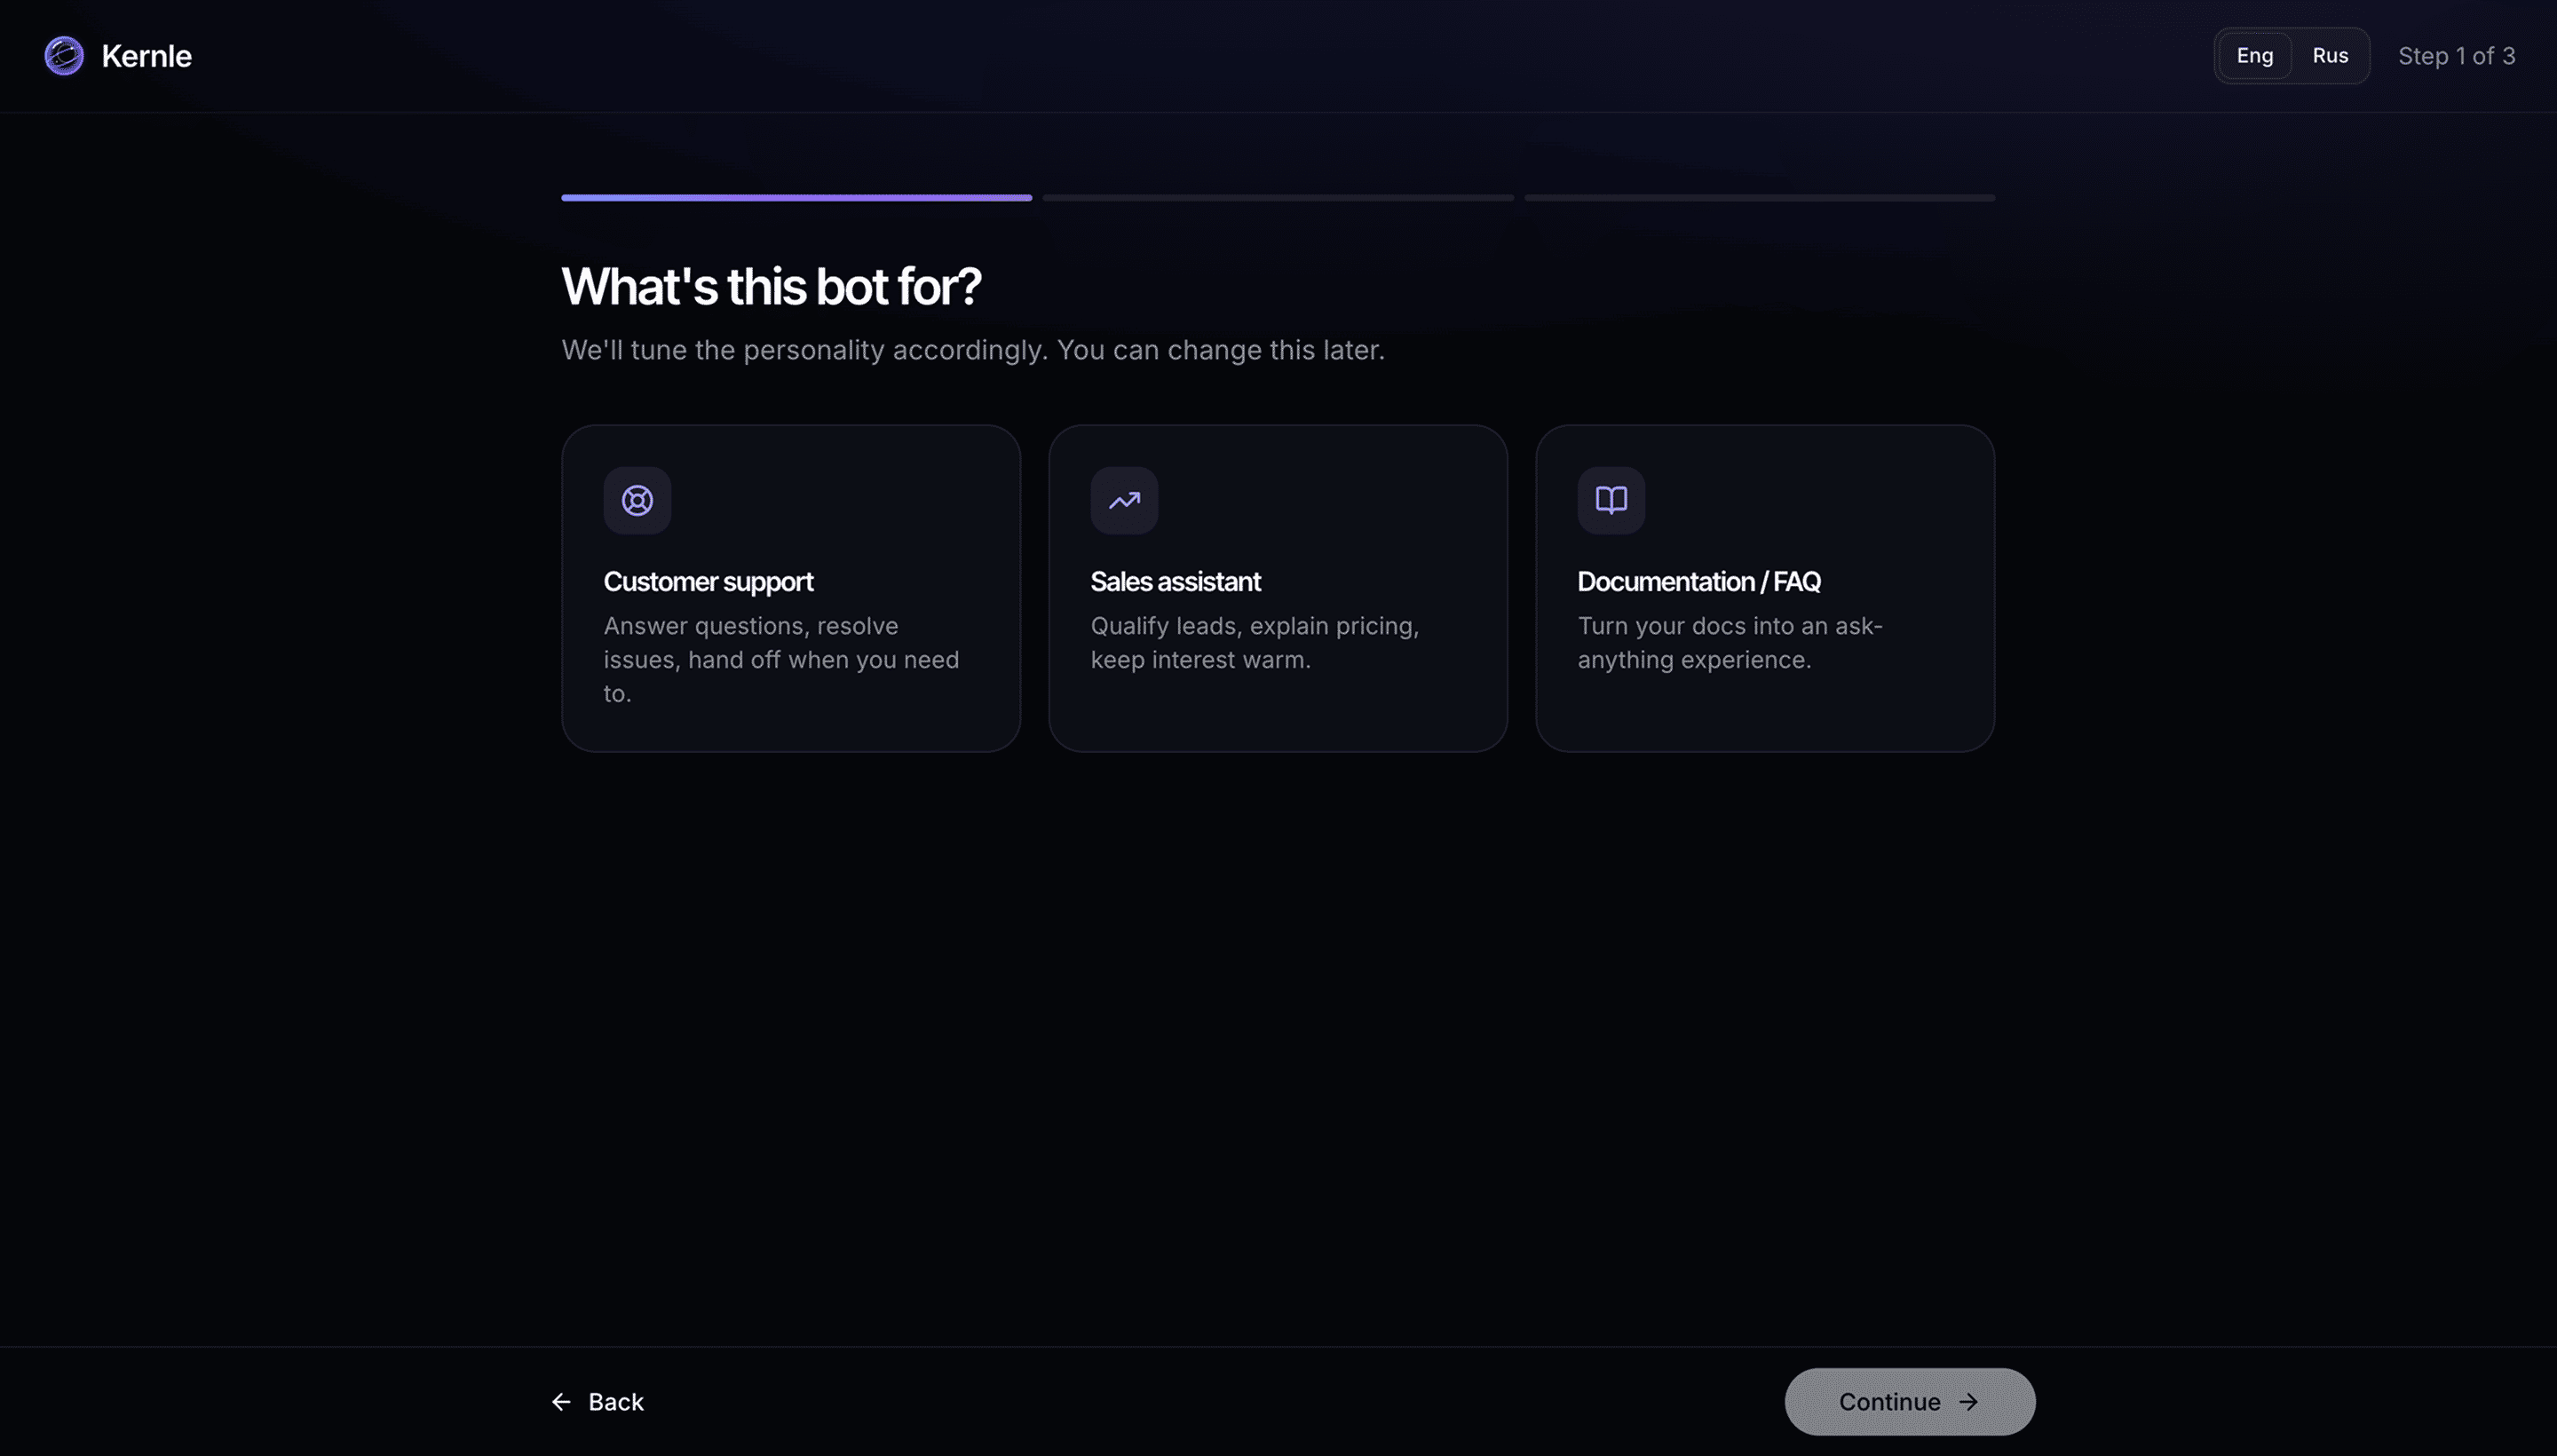 Kernle
Eng
Rus
Step 1 of 3
What's this bot for?
We'll tune the personality accordingly. You can change this later.
Customer support
Answer questions, resolve
issues, hand off when you need
to.
Sales assistant
Qualify leads, explain pricing,
keep interest warm.
Documentation / FAQ
Turn your docs into an ask-
anything experience.
Back
Continue